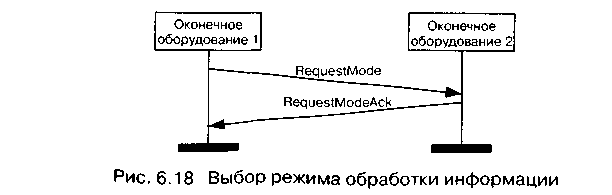 Оконечное
оборудование 1
Оконечное
оборудование 2
RequestMode
RequestModeAck
Рис. 6.18 Выбор режима обработки информации